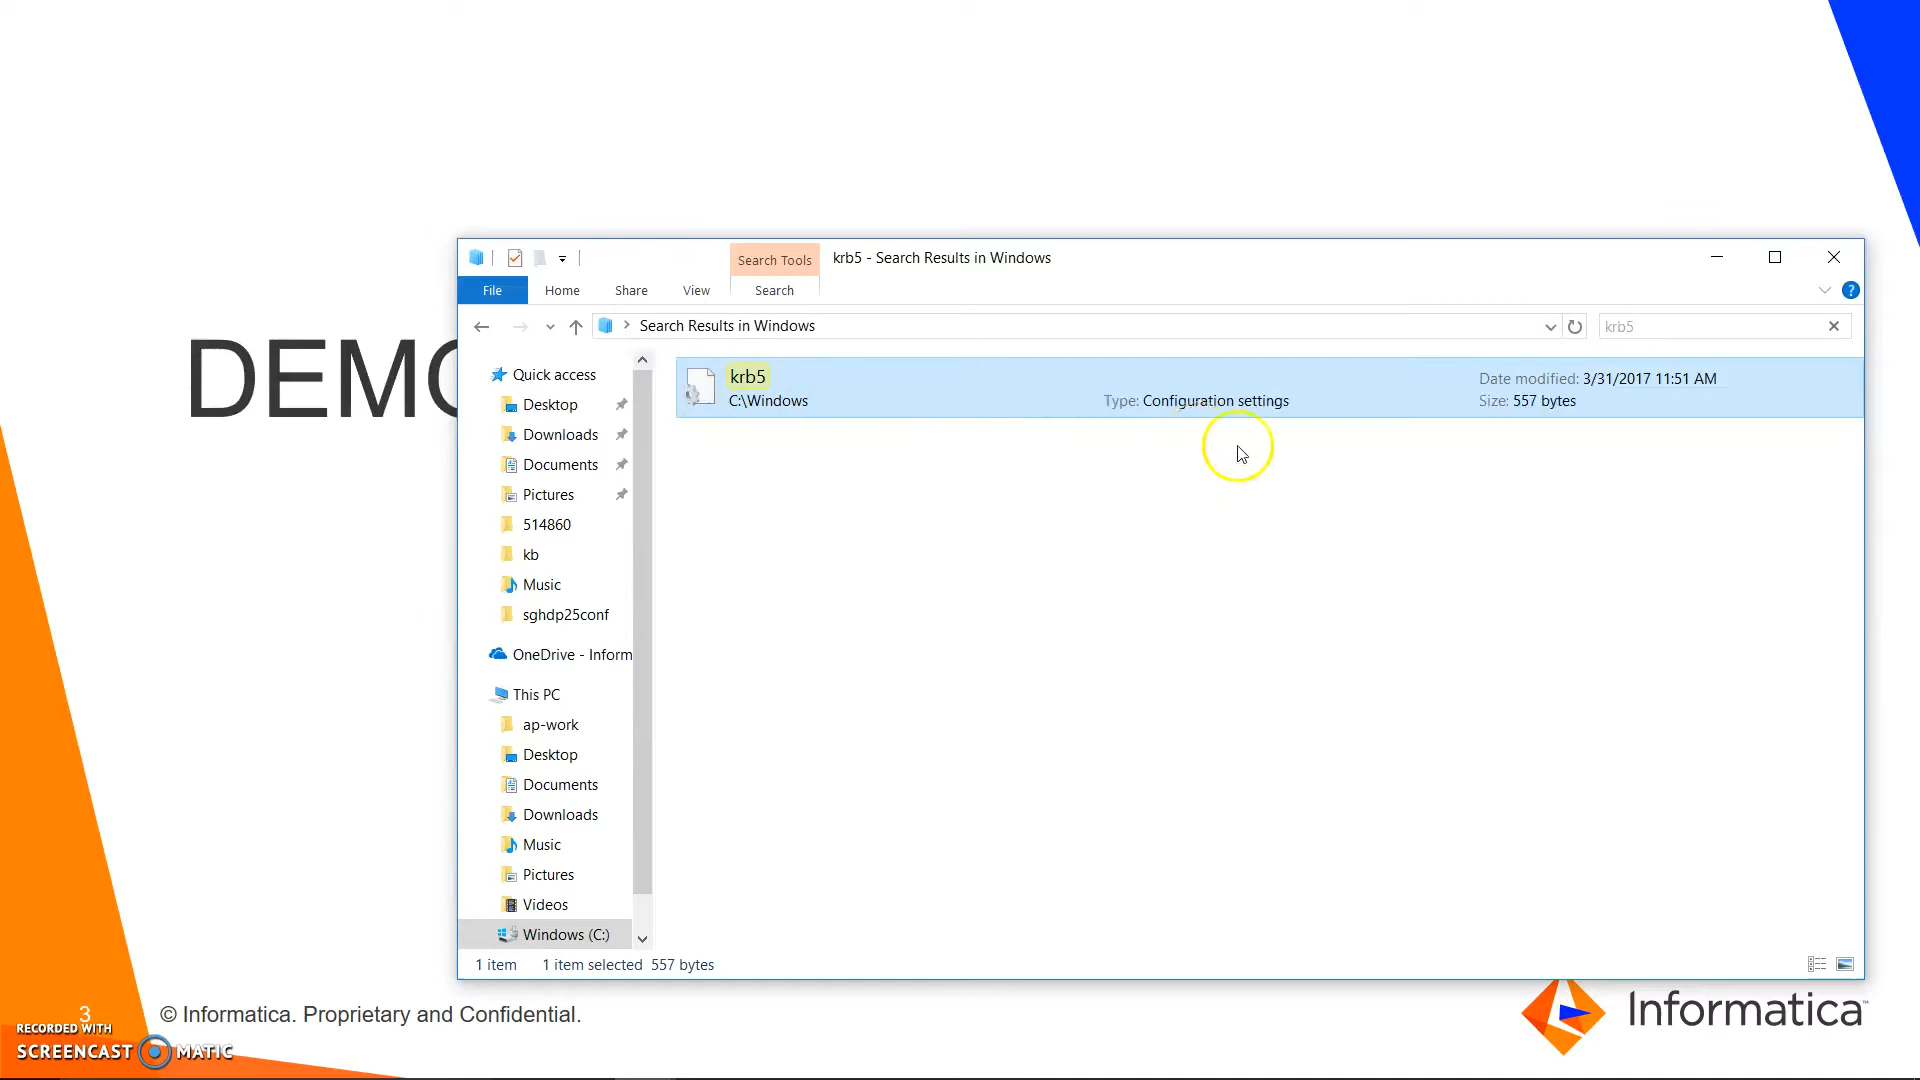 DEMO
Search Tools
krb5 - Search Results in Windows
File
Home
Share
View
Search
?
Search Results in Windows
krb5
Quick access
Desktop
Downloads
Documents
Pictures
514860
kb
Music
sghdp25conf
OneDrive - Inform
This PC
ap-work
Desktop
Documents
Downloads
Music
Pictures
Videos
Windows (C:)
krb5
C:\Windows
Type: Configuration settings
Date modified: 3/31/2017 11:51 AM
Size: 557 bytes
1 item 1 item selected 557 bytes
3
© Informatica. Proprietary and Confidential.
RECORDED WITH
SCREENCAST MATIC
Informatica™